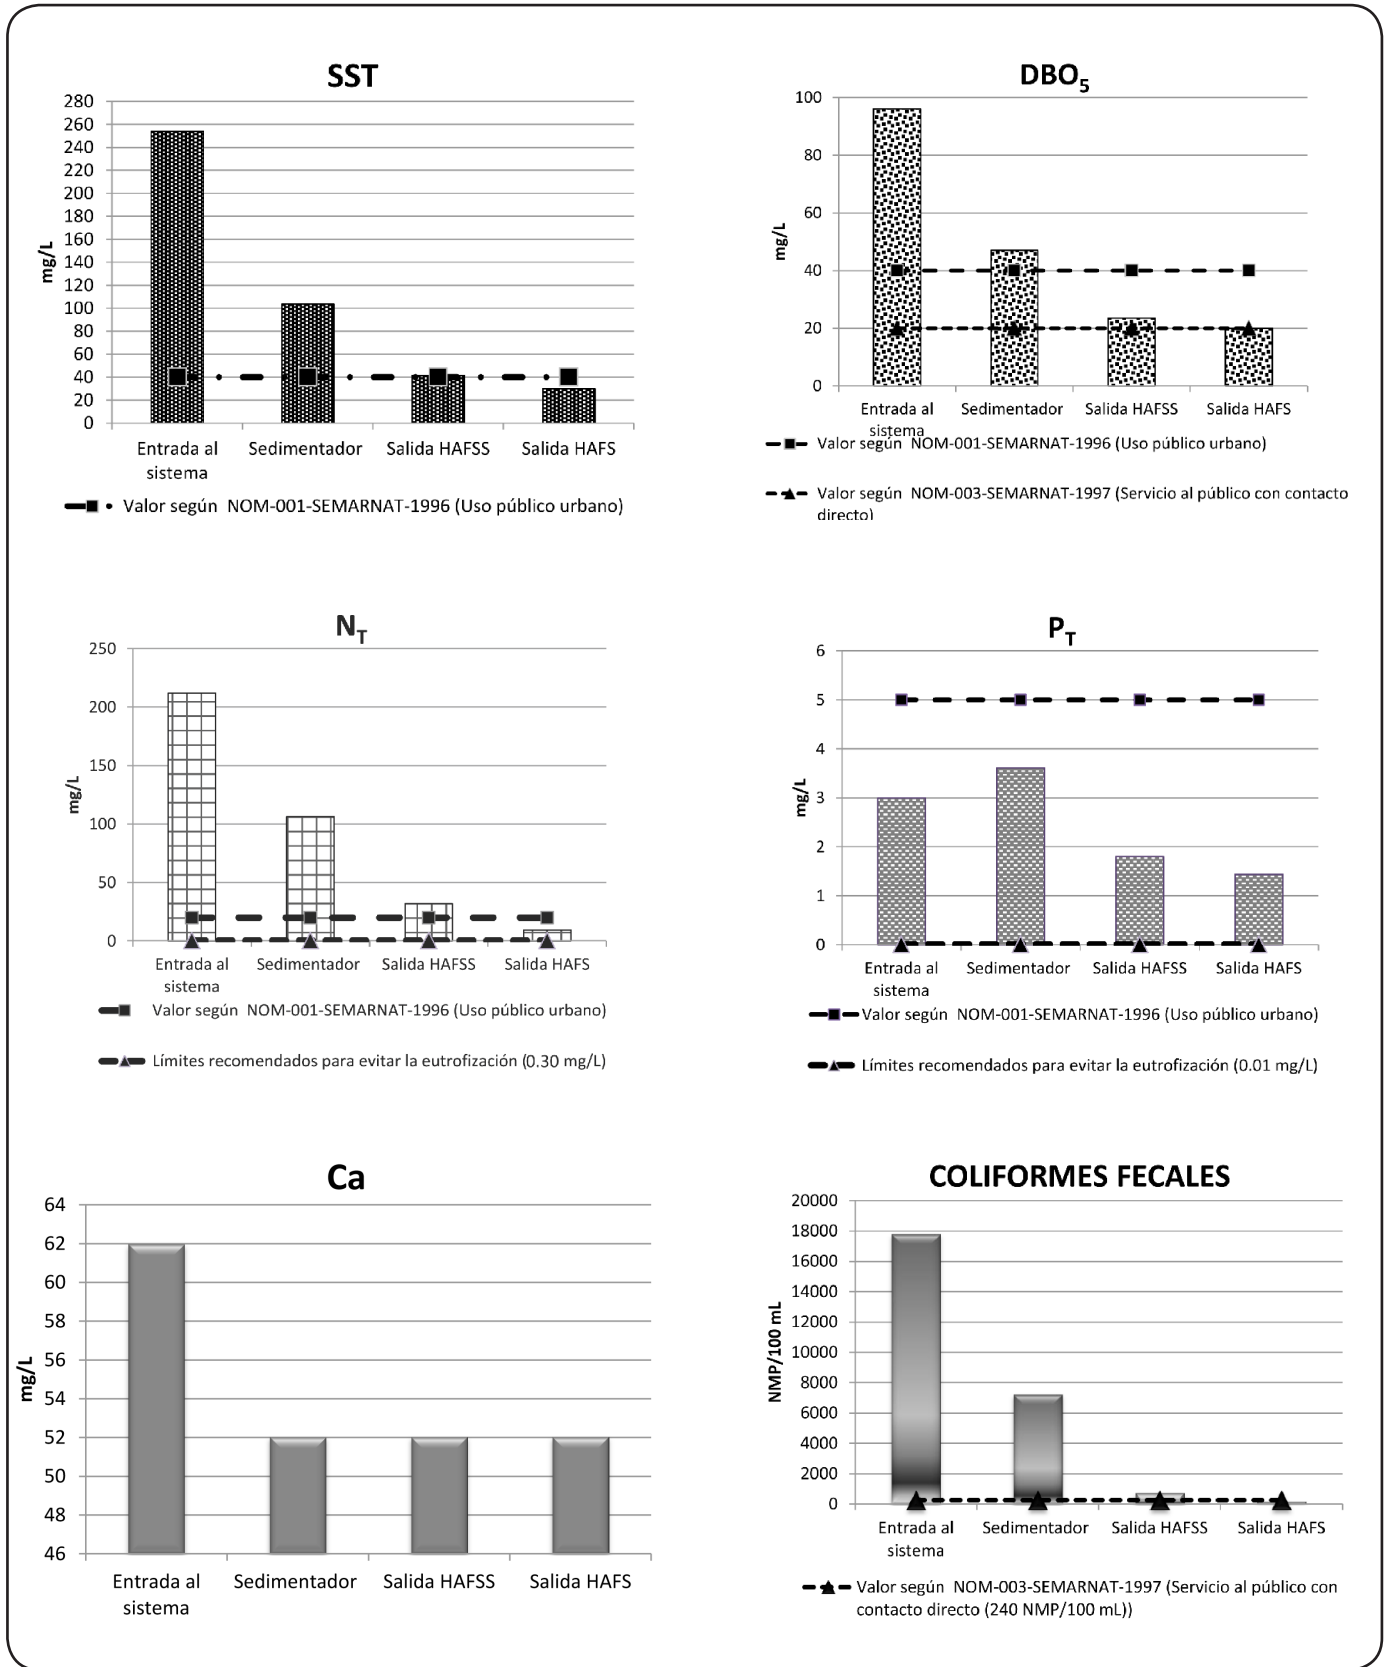 SST
280
260
240
220
200
180
160
140
120
100
80
60
40
20
0
mg/L
Entrada al
sistema
Sedimentador
Salida HAFSS
Salida HAFS
Valor según NOM-001-SEMARNAT-1996 (Uso público urbano)
DBO5
100
80
60
40
20
0
mg/L
Entrada al
sistema
Sedimentador
Salida HAFSS
Salida HAFS
Valor según NOM-001-SEMARNAT-1996 (Uso público urbano)
Valor según NOM-003-SEMARNAT-1997 (Servicio al público con contacto
directo)
NT
250
200
150
100
50
0
mg/L
Entrada al
sistema
Sedimentador
Salida HAFSS
Salida HAFS
Valor según NOM-001-SEMARNAT-1996 (Uso público urbano)
Límites recomendados para evitar la eutrofización (0.30 mg/L)
PT
6
5
4
3
2
1
0
mg/L
Entrada al
sistema
Sedimentador
Salida HAFSS
Salida HAFS
Valor según NOM-001-SEMARNAT-1996 (Uso público urbano)
Límites recomendados para evitar la eutrofización (0.01 mg/L)
Ca
64
62
60
58
56
54
52
50
48
46
mg/L
Entrada al
sistema
Sedimentador
Salida HAFSS
Salida HAFS
COLIFORMES FECALES
20000
18000
16000
14000
12000
10000
8000
6000
4000
2000
0
NMP/100 mL
Entrada al
sistema
Sedimentador
Salida HAFSS
Salida HAFS
Valor según NOM-003-SEMARNAT-1997 (Servicio al público con
contacto directo (240 NMP/100 mL))